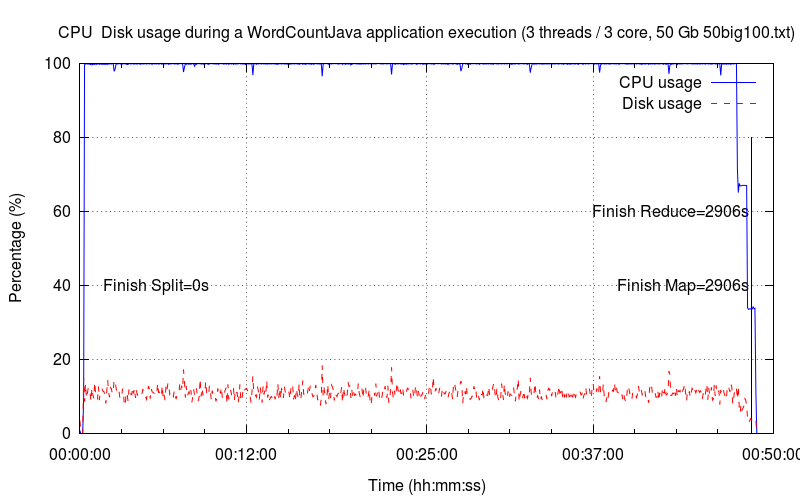 CPU  Disk usage during a WordCountJava application execution (3 threads / 3 core, 50 Gb 50big100.txt)
100
CPU usage
Disk usage
80
Finish Reduce=2906s
60
Percentage (%)
Finish Split=0s
Finish Map=2906s
40
20
0
00:00:00
00:12:00
00:25:00
00:37:00
00:50:00
Time (hh:mm:ss)